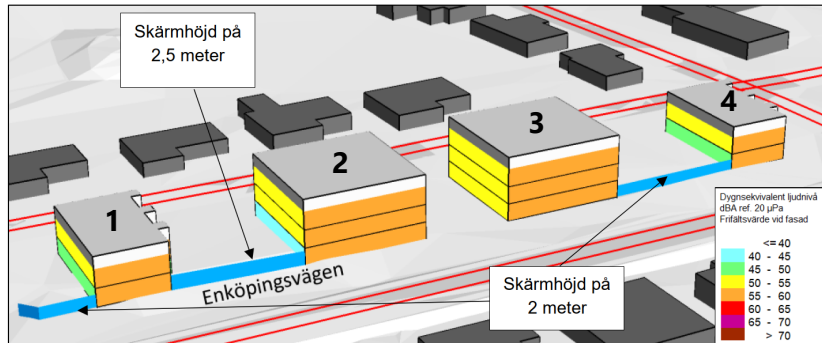 Skärmhöjd på
2,5 meter
1
2
3
4
Enköpingsvägen
Skärmhöjd på
2 meter
Dygnsekvivalent ljudnivå
dBA ref. 20 µPa
Frifältsvärde vid fasad
<= 40
40 - 45
45 - 50
50 - 55
55 - 60
60 - 65
65 - 70
> 70